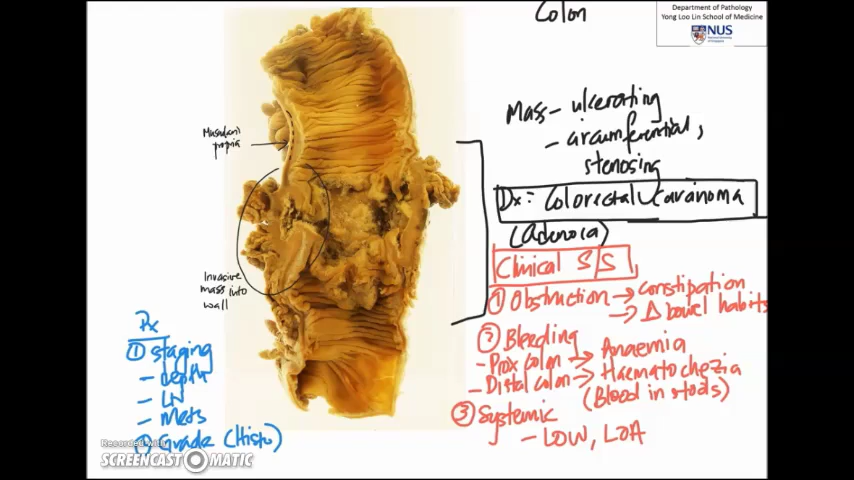 Colon
Department of Pathology
Yong Loo Lin School of Medicine
NUS
Mass - ulcerating
- circumferential,
stenosing
Dx: Colorectal Carcinoma
(Adenoca)
Muscularis
propria
Invasive
mass into
wall
Clinical S/S
① Obstruction → constipation
→ Δ bowel habits
② Bleeding
- Prox colon → Anaemia
- Distal colon → Haematochezia
(Blood in stools)
③ Systemic
- LOW, LOA
Px
① staging
- depth
- LN
- Mets
② Grade (Histo)
Recorded with
SCREENCAST MATIC